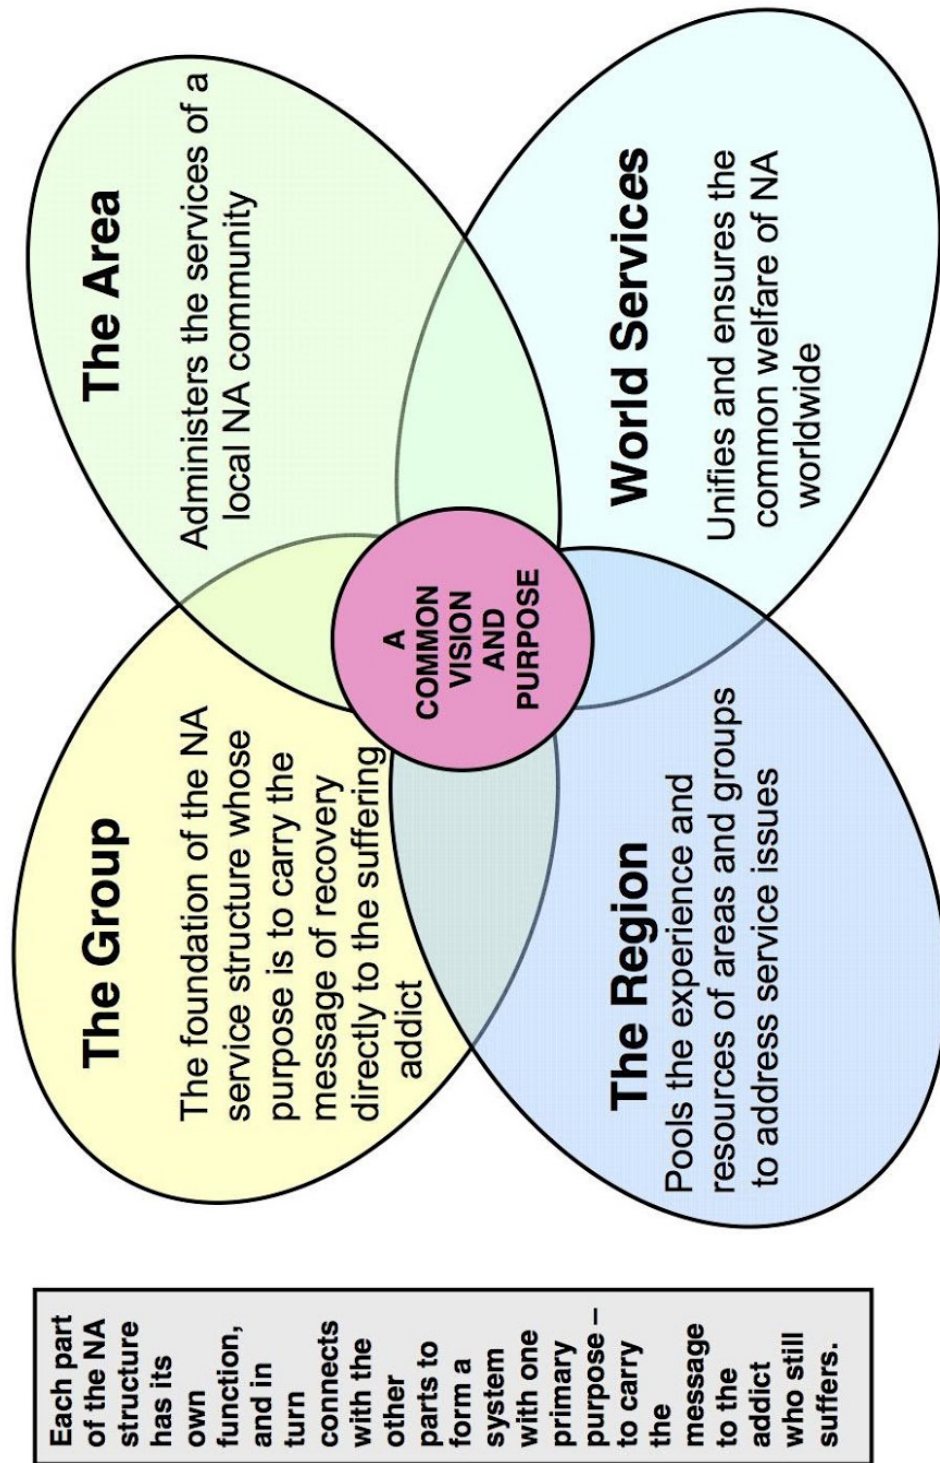 Each part
of the NA
structure
has its
own
function,
and in
turn
connects
with the
other
parts to
form a
system
with one
primary
purpose –
to carry
the
message
to the
addict
who still
suffers.
The Group
The foundation of the NA
service structure whose
purpose is to carry the
message of recovery
directly to the suffering
addict
The Area
Administers the services of a
local NA community
A
COMMON
VISION
AND
PURPOSE
The Region
Pools the experience and
resources of areas and groups
to address service issues
World Services
Unifies and ensures the
common welfare of NA
worldwide